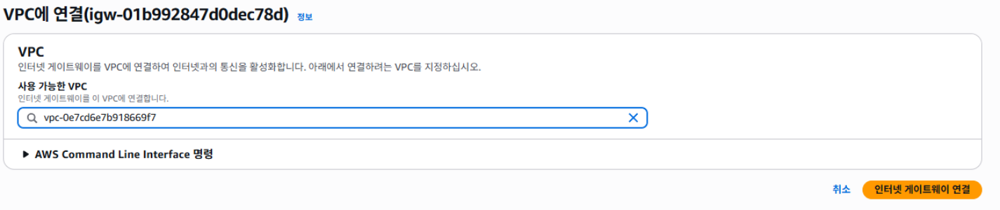 VPC에 연결(igw-01b992847d0dec78d) 정보
VPC
인터넷 게이트웨이를 VPC에 연결하여 인터넷과의 통신을 활성화합니다. 아래에서 연결하려는 VPC를 지정하십시오.
사용 가능한 VPC
인터넷 게이트웨이를 이 VPC에 연결합니다.
vpc-0e7cd6e7b918669f7
AWS Command Line Interface 명령
취소 인터넷 게이트웨이 연결